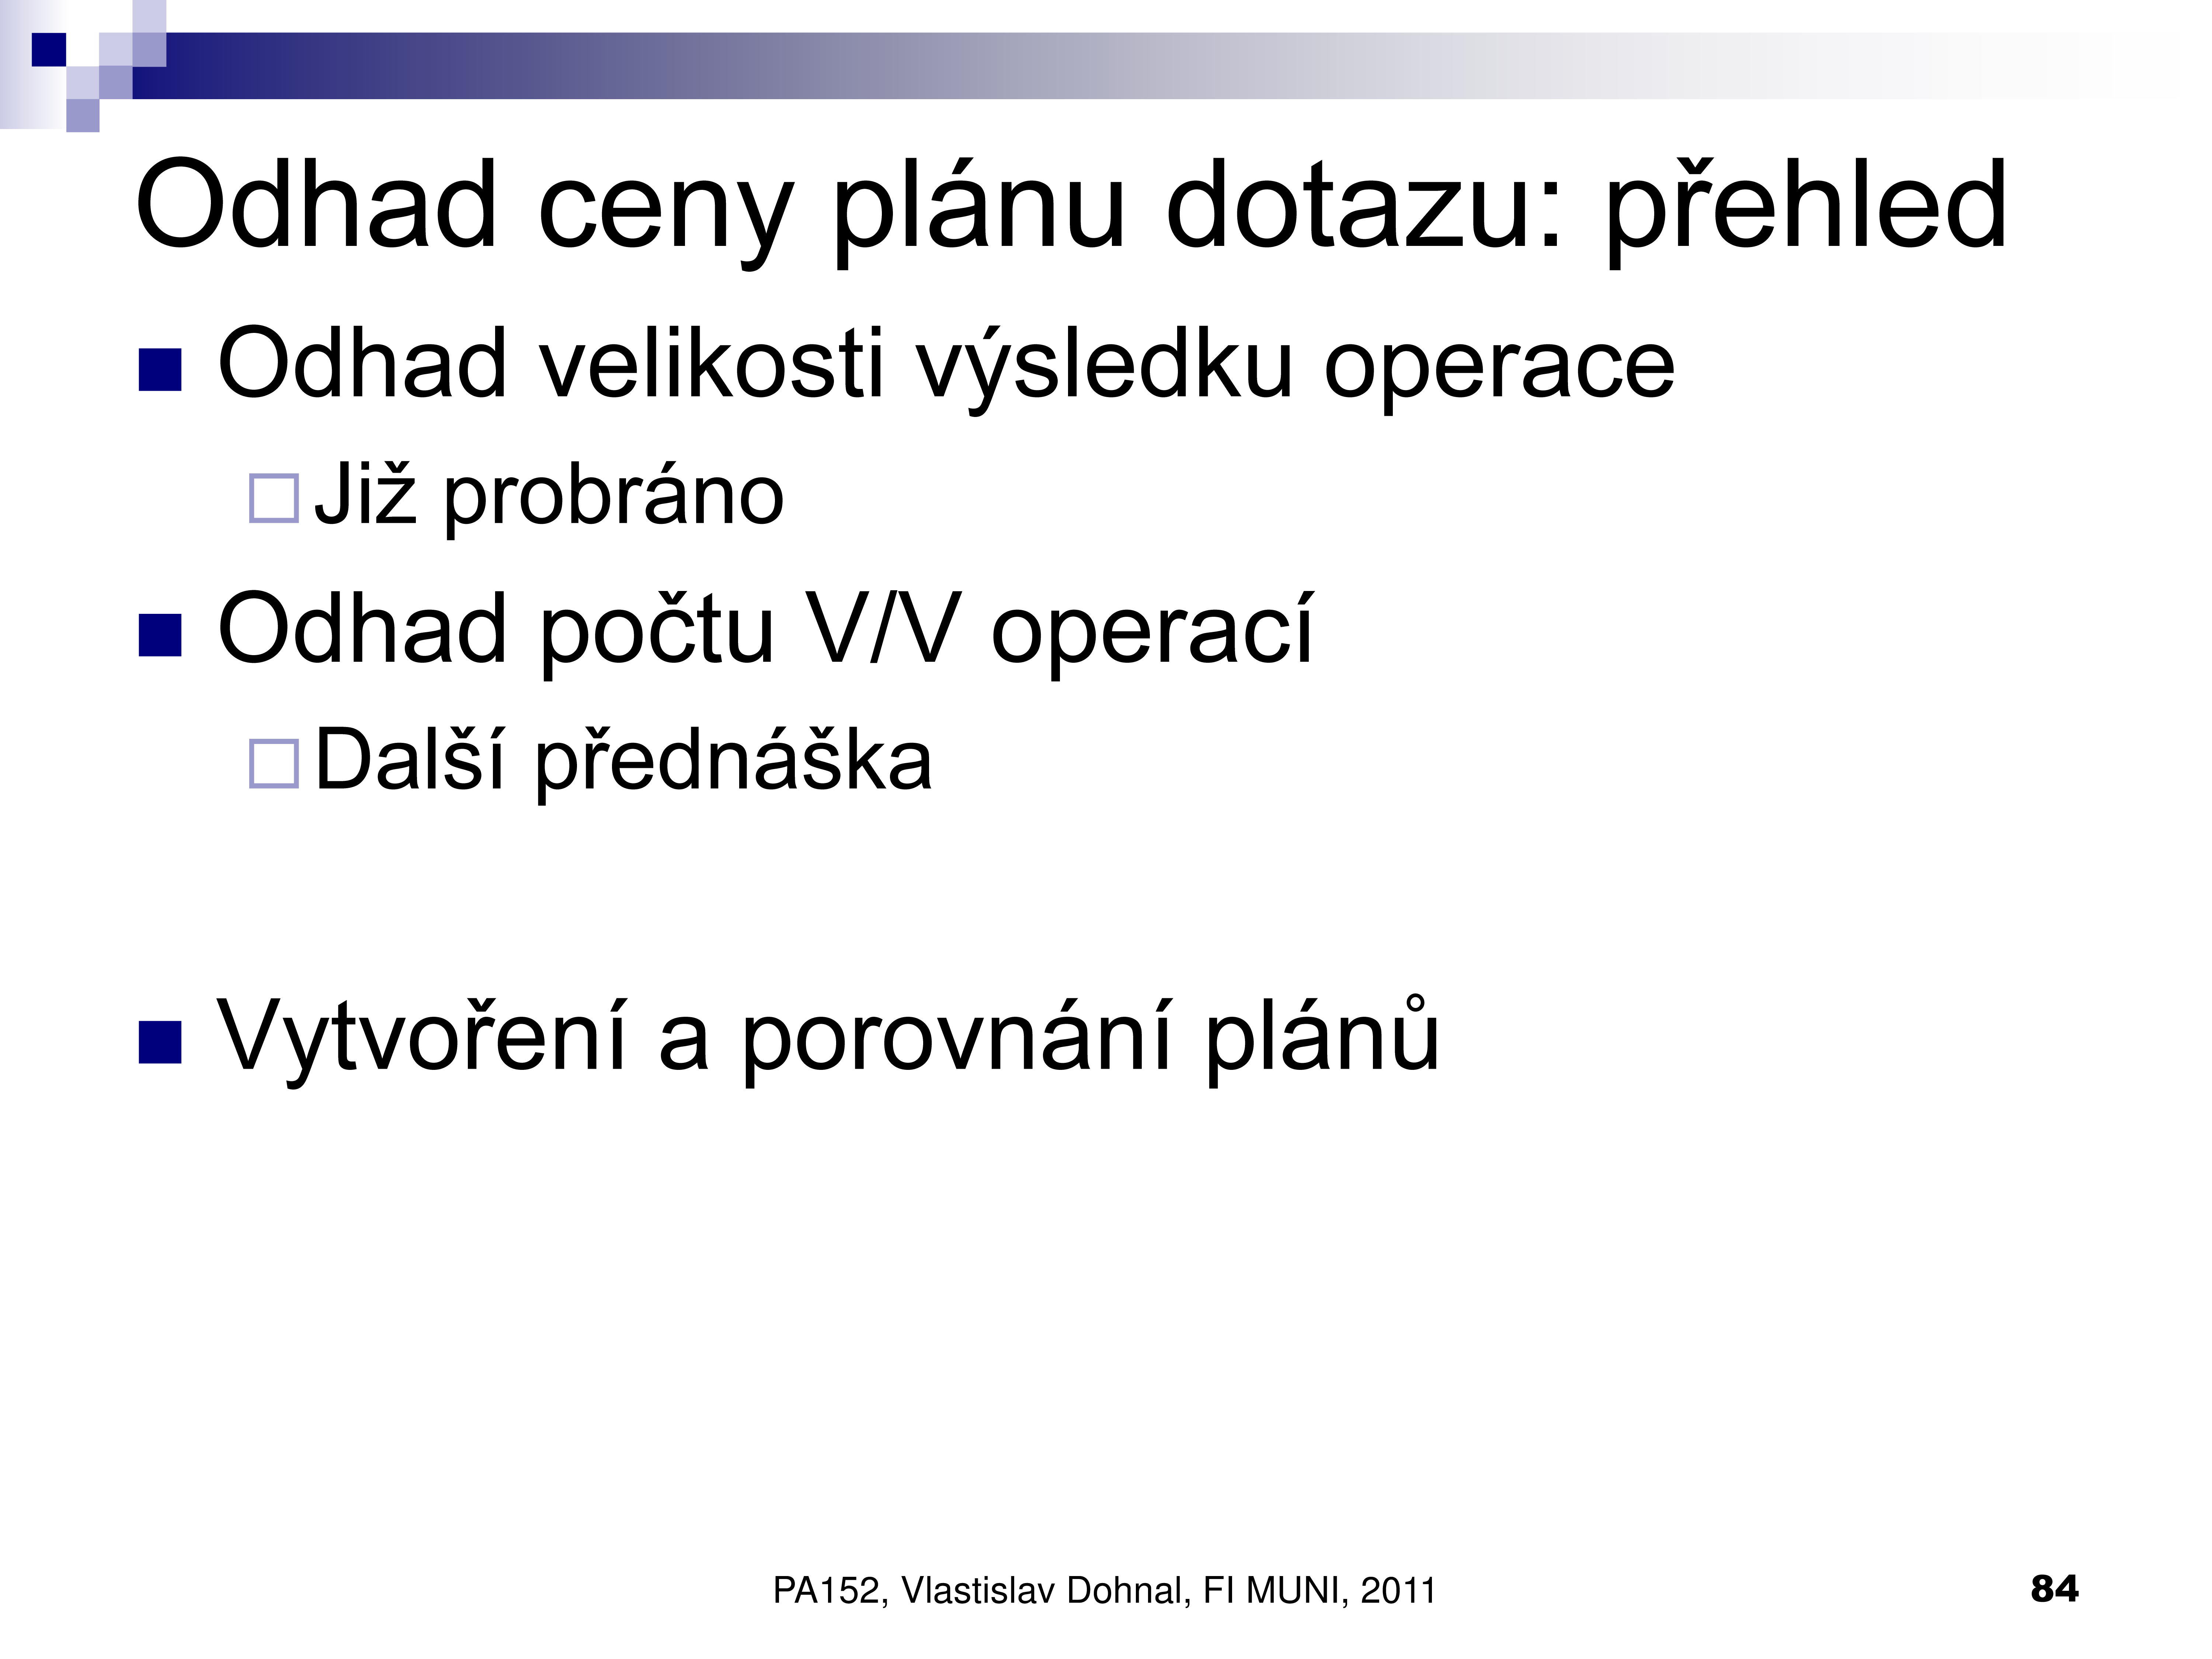 Odhad ceny plánu dotazu: přehled
Odhad velikosti výsledku operace
Již probráno
Odhad počtu V/V operací
Další přednáška
Vytvoření a porovnání plánů
PA152, Vlastislav Dohnal, FI MUNI, 2011
84